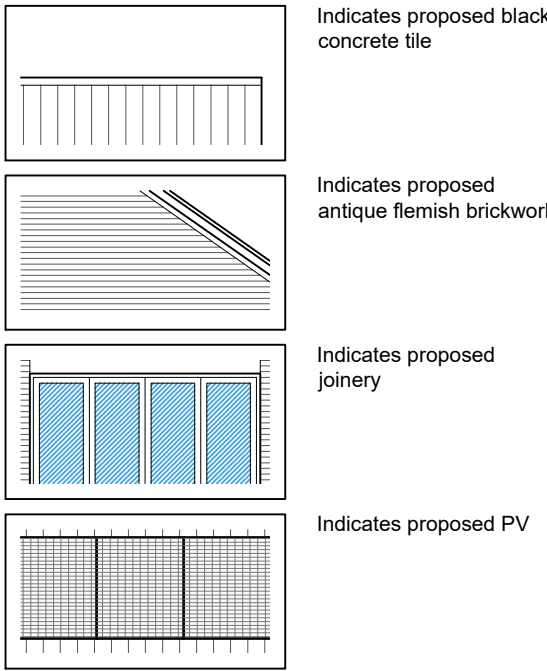 Indicates proposed black
concrete tile
Indicates proposed
antique flemish brickwork
Indicates proposed
joinery
Indicates proposed PV